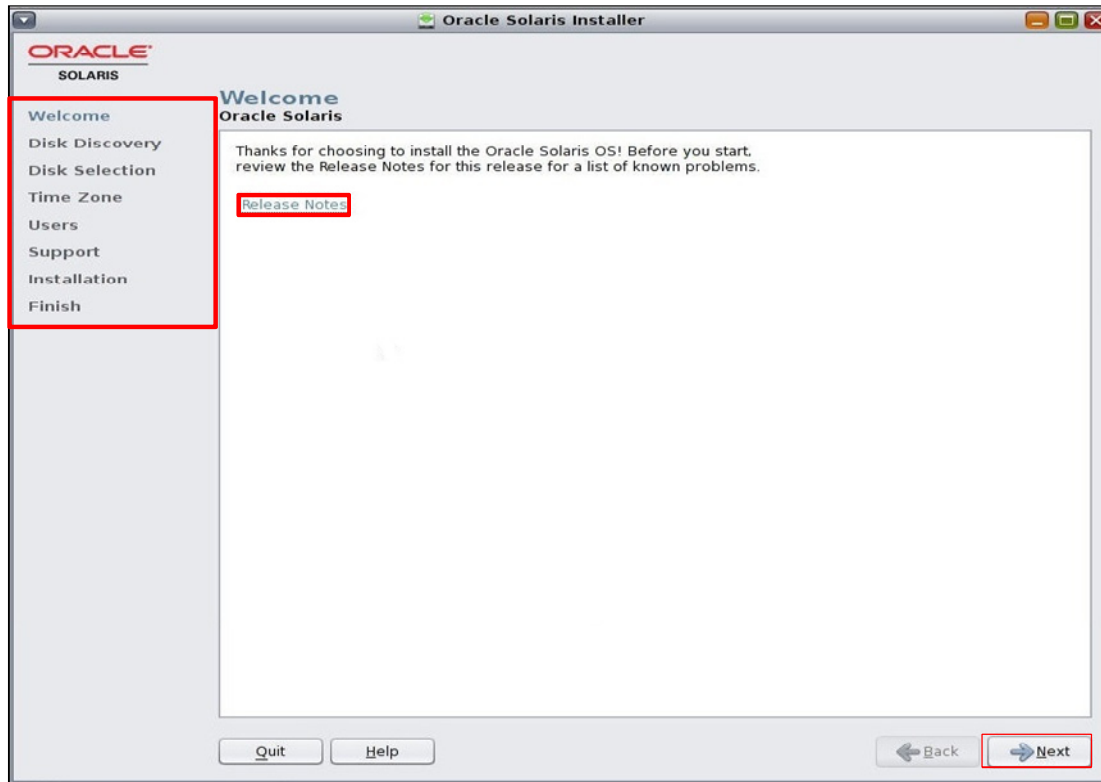 Oracle Solaris Installer
ORACLE
SOLARIS
Welcome
Disk Discovery
Disk Selection
Time Zone
Users
Support
Installation
Finish
Welcome
Oracle Solaris
Thanks for choosing to install the Oracle Solaris OS! Before you start,
review the Release Notes for this release for a list of known problems.
Release Notes
Quit
Help
Back
Next